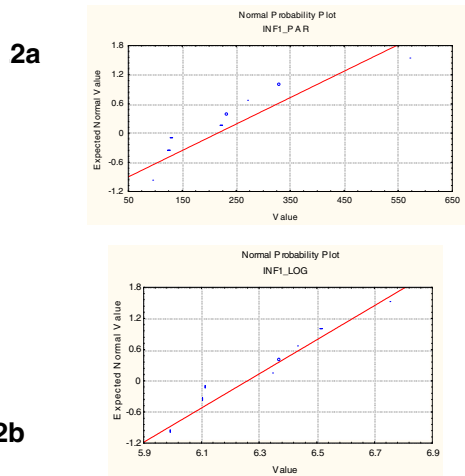 2a
Normal Probability Plot
INF1_PAR
Expected Normal Value
1.8
1.2
0.6
0
-0.6
-1.2
50 150 250 350 450 550 650
Value
2b
Normal Probability Plot
INF1_LOG
Expected Normal Value
1.8
1.2
0.6
0
-0.6
-1.2
5.9 6.1 6.3 6.5 6.7 6.9
Value